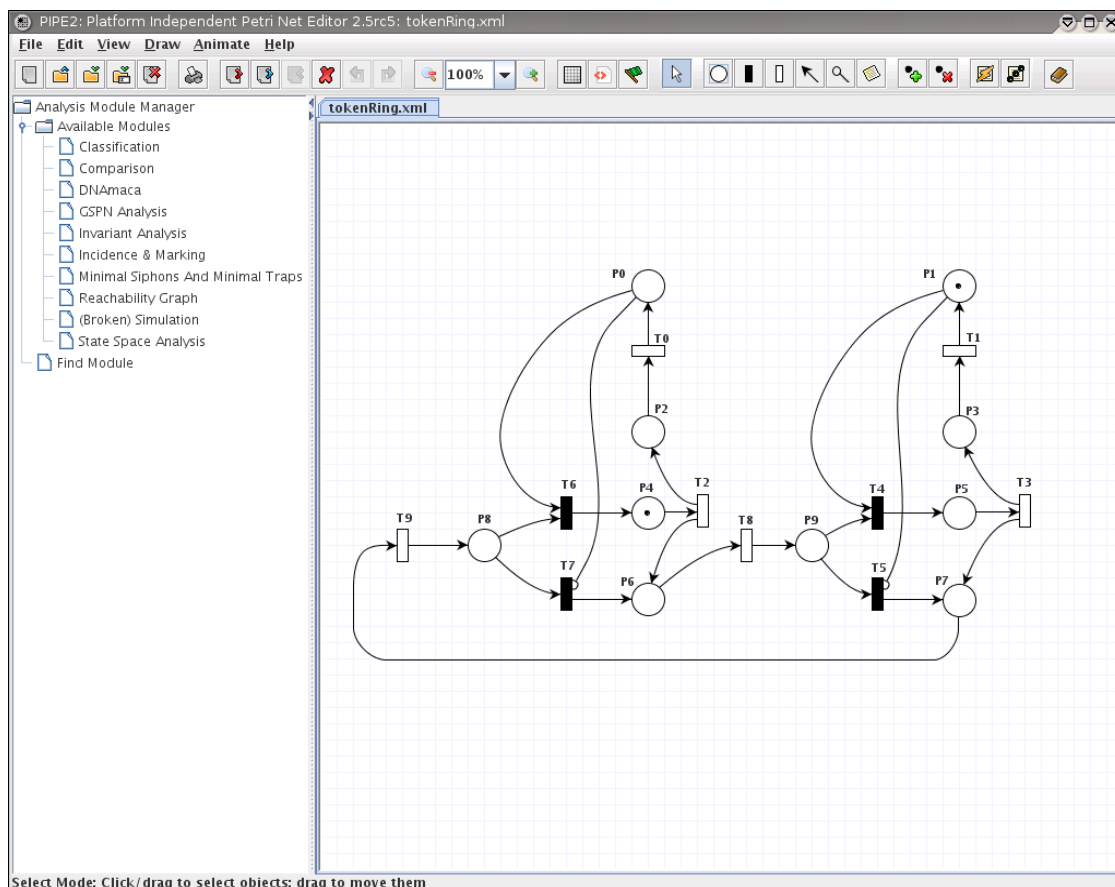 PIPE2: Platform Independent Petri Net Editor 2.5rc5: tokenRing.xml
File Edit View Draw Animate Help
100%
Analysis Module Manager
Available Modules
Classification
Comparison
DNAmaca
GSPN Analysis
Invariant Analysis
Incidence & Marking
Minimal Siphons And Minimal Traps
Reachability Graph
(Broken) Simulation
State Space Analysis
Find Module
tokenRing.xml
P0 P1
T0 T1
P2 P3
T6 P4 T2 T4 P5 T3
T9 P8 T8 P9
T7 P6 T5 P7
Select Mode: Click/drag to select objects; drag to move them